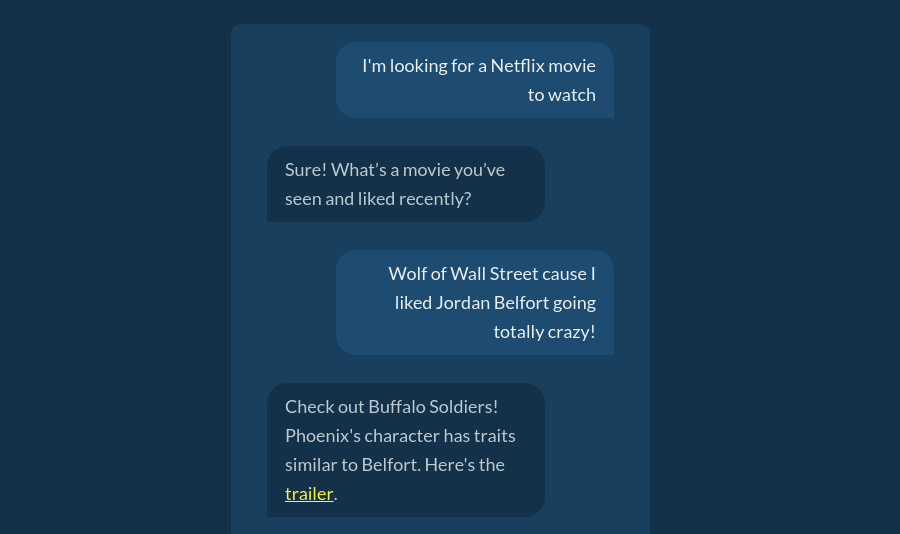 I'm looking for a Netflix movie
to watch
Sure! What’s a movie you’ve
seen and liked recently?
Wolf of Wall Street cause I
liked Jordan Belfort going
totally crazy!
Check out Buffalo Soldiers!
Phoenix's character has traits
similar to Belfort. Here's the
trailer.